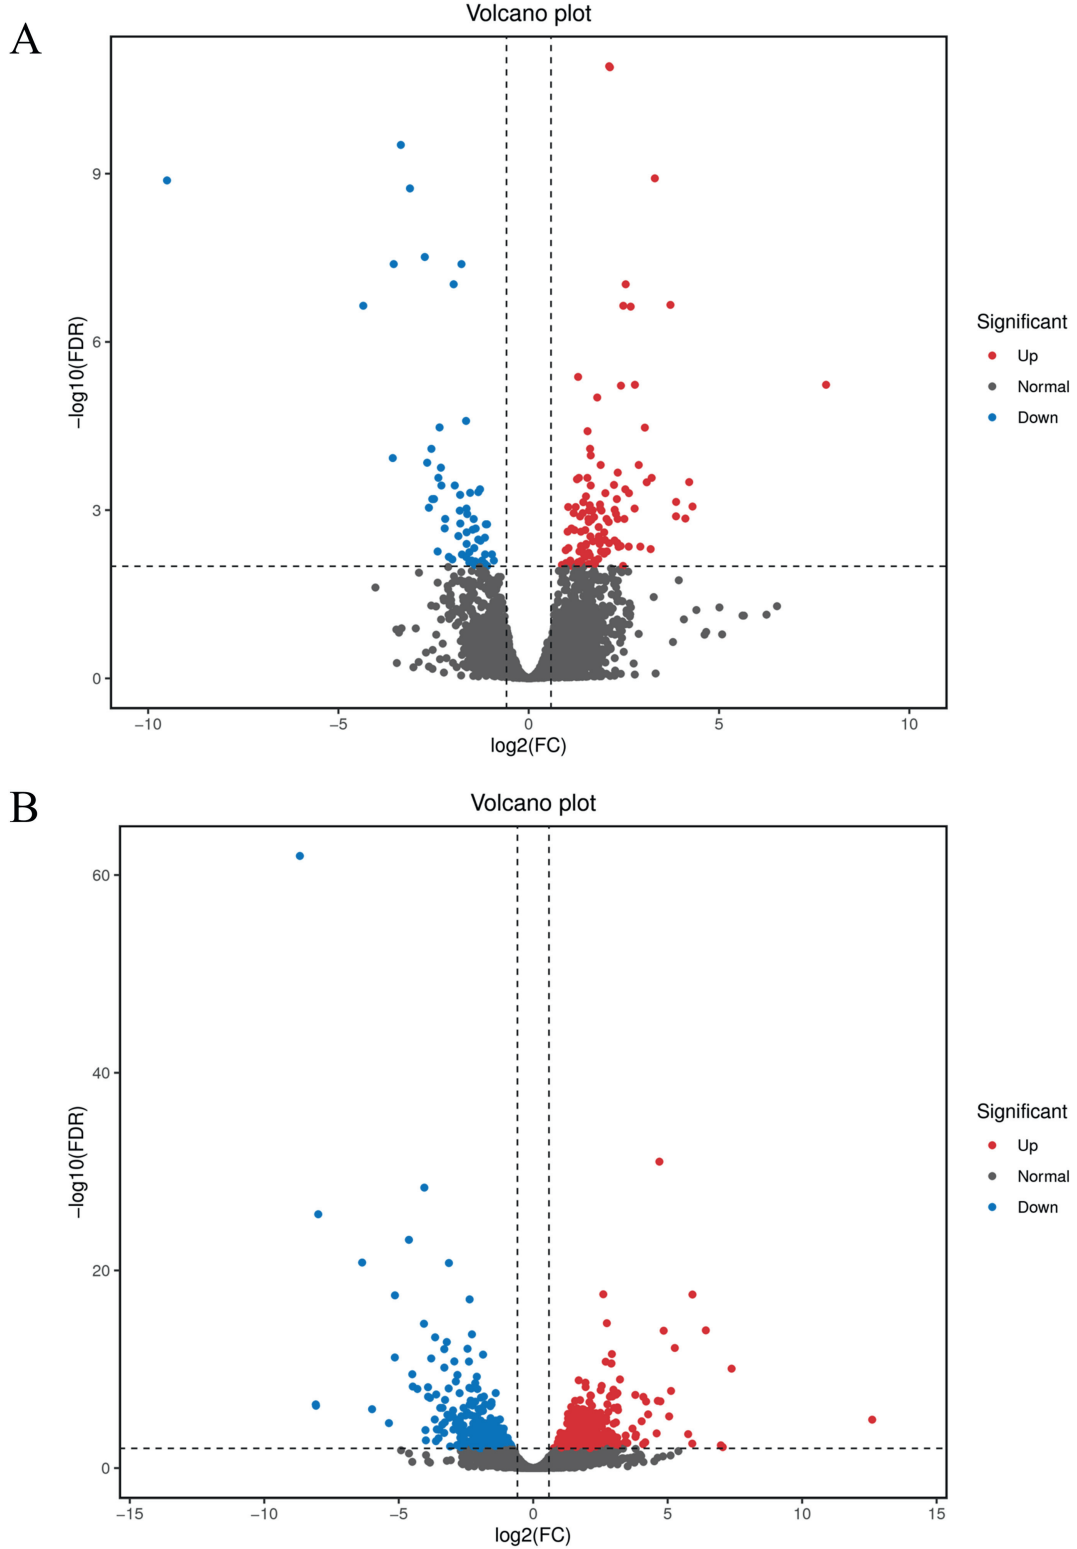 A
Volcano plot
−log10(FDR)
9
6
3
0
−10
−5
0
5
10
log2(FC)
Significant
Up
Normal
Down
B
Volcano plot
−log10(FDR)
60
40
20
0
−15
−10
−5
0
5
10
15
log2(FC)
Significant
Up
Normal
Down